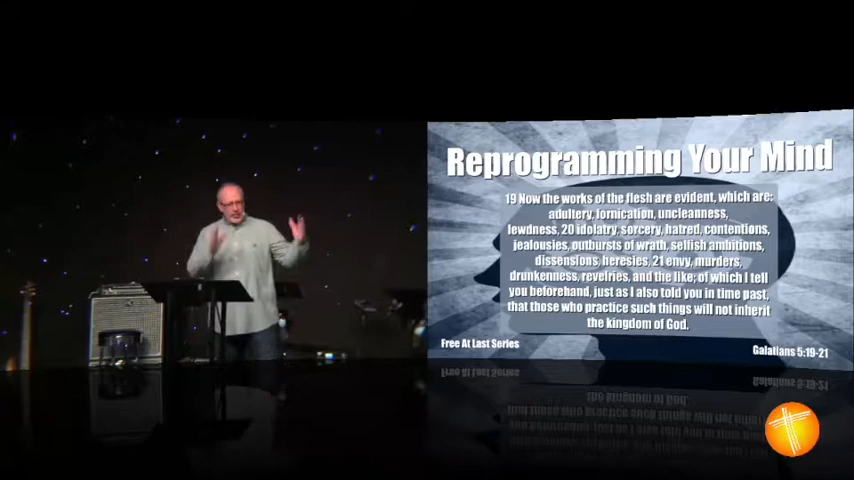 Reprogramming Your Mind
19 Now the works of the flesh are evident, which are:
adultery, fornication, uncleanness,
lewdness, 20 idolatry, sorcery, hatred, contentions,
jealousies, outbursts of wrath, selfish ambitions,
dissensions, heresies, 21 envy, murders,
drunkenness, revelries, and the like; of which I tell
you beforehand, just as I also told you in time past,
that those who practice such things will not inherit
the kingdom of God.
Free At Last Series
Galatians 5:19-21